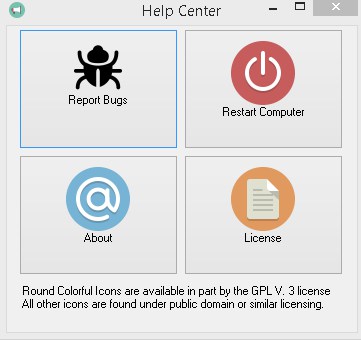 Help Center
Report Bugs
Restart Computer
About
License
Round Colorful Icons are available in part by the GPL V. 3 license
All other icons are found under public domain or similar licensing.